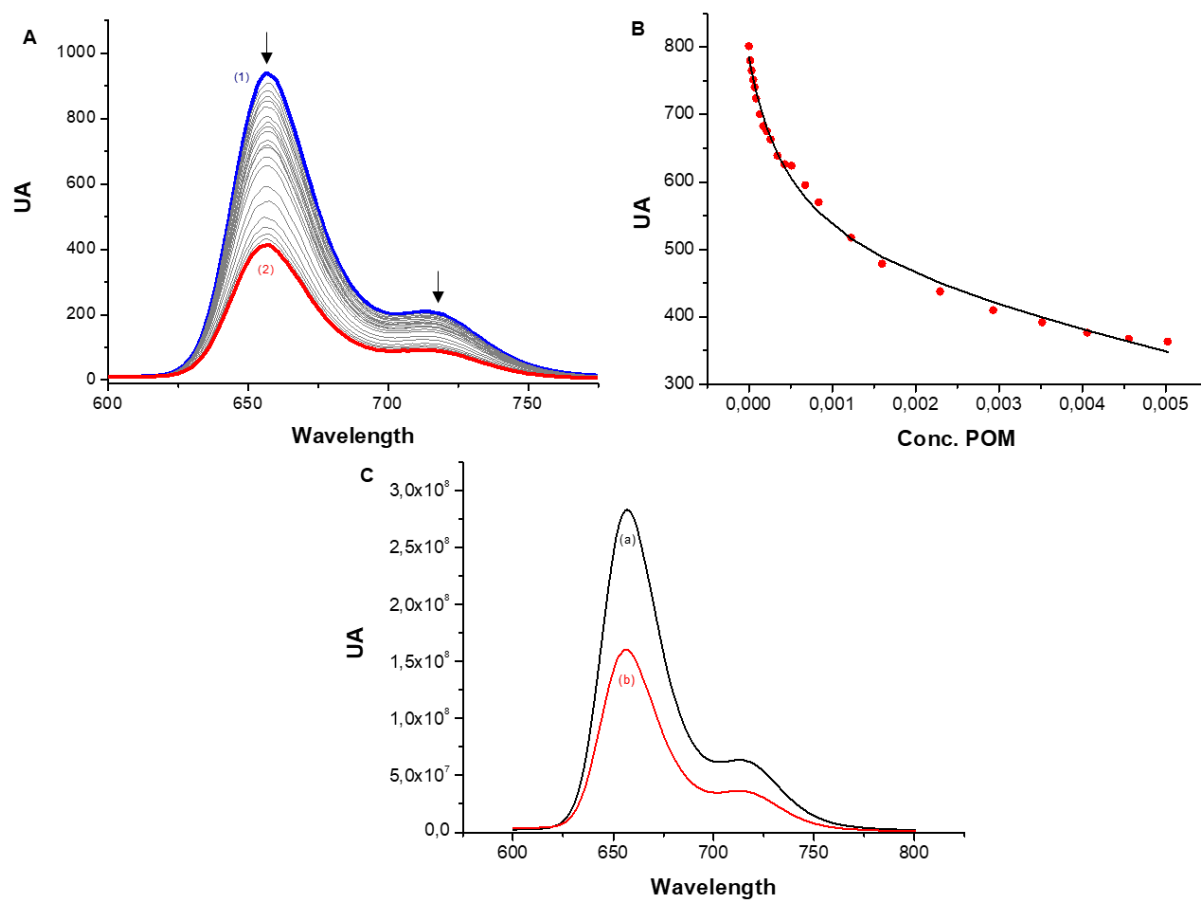 A
1000
800
600
400
200
0
UA
(1)
(2)
600
650
700
750
Wavelength
B
800
700
600
500
400
300
UA
0,000
0,001
0,002
0,003
0,004
0,005
Conc. POM
C
3,0x10⁸
2,5x10⁸
2,0x10⁸
1,5x10⁸
1,0x10⁸
5,0x10⁷
0,0
UA
(a)
(b)
600
650
700
750
800
Wavelength